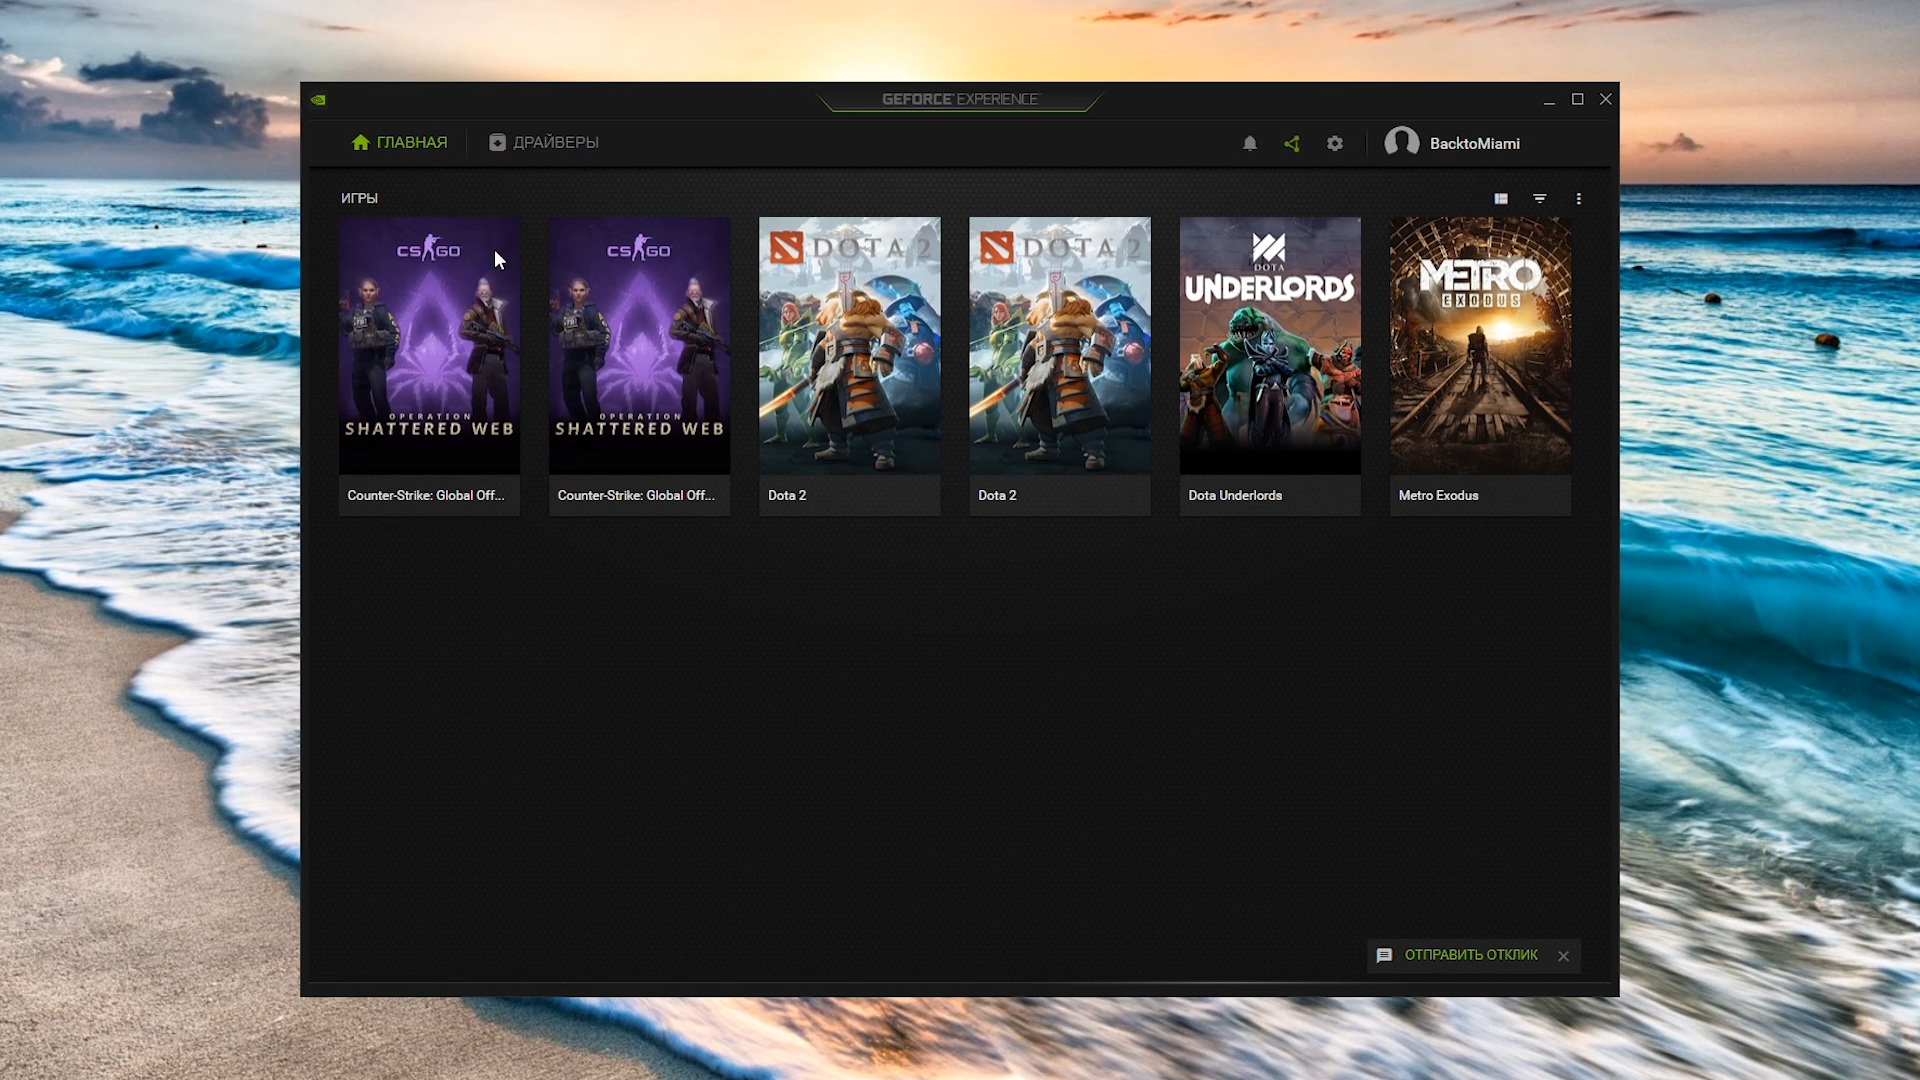 GEFORCE EXPERIENCE
ГЛАВНАЯ
ДРАЙВЕРЫ
BacktoMiami
ИГРЫ
CS GO
OPERATION
SHATTERED WEB
Counter-Strike: Global Off...
CS GO
OPERATION
SHATTERED WEB
Counter-Strike: Global Off...
DOTA 2
Dota 2
DOTA 2
Dota 2
DOTA
UNDERLORDS
Dota Underlords
METRO
EXODUS
Metro Exodus
ОТПРАВИТЬ ОТКЛИК